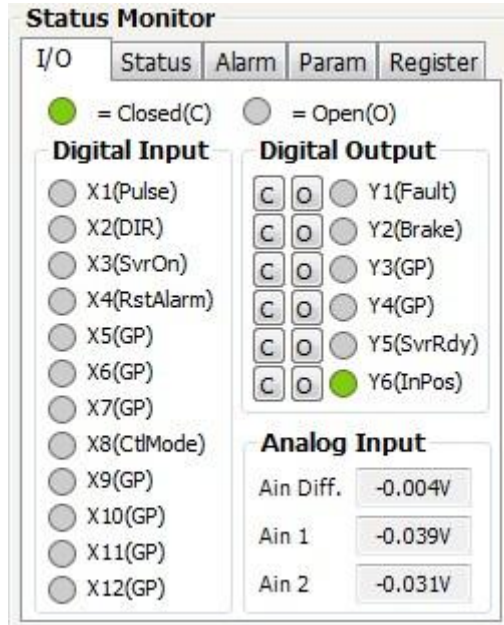 Status Monitor
I/O Status Alarm Param Register
= Closed(C) = Open(O)
Digital Input
X1(Pulse)
X2(DIR)
X3(SvrOn)
X4(RstAlarm)
X5(GP)
X6(GP)
X7(GP)
X8(CtlMode)
X9(GP)
X10(GP)
X11(GP)
X12(GP)
Digital Output
C O Y1(Fault)
C O Y2(Brake)
C O Y3(GP)
C O Y4(GP)
C O Y5(SvrRdy)
C O Y6(InPos)
Analog Input
Ain Diff. -0.004V
Ain 1 -0.039V
Ain 2 -0.031V